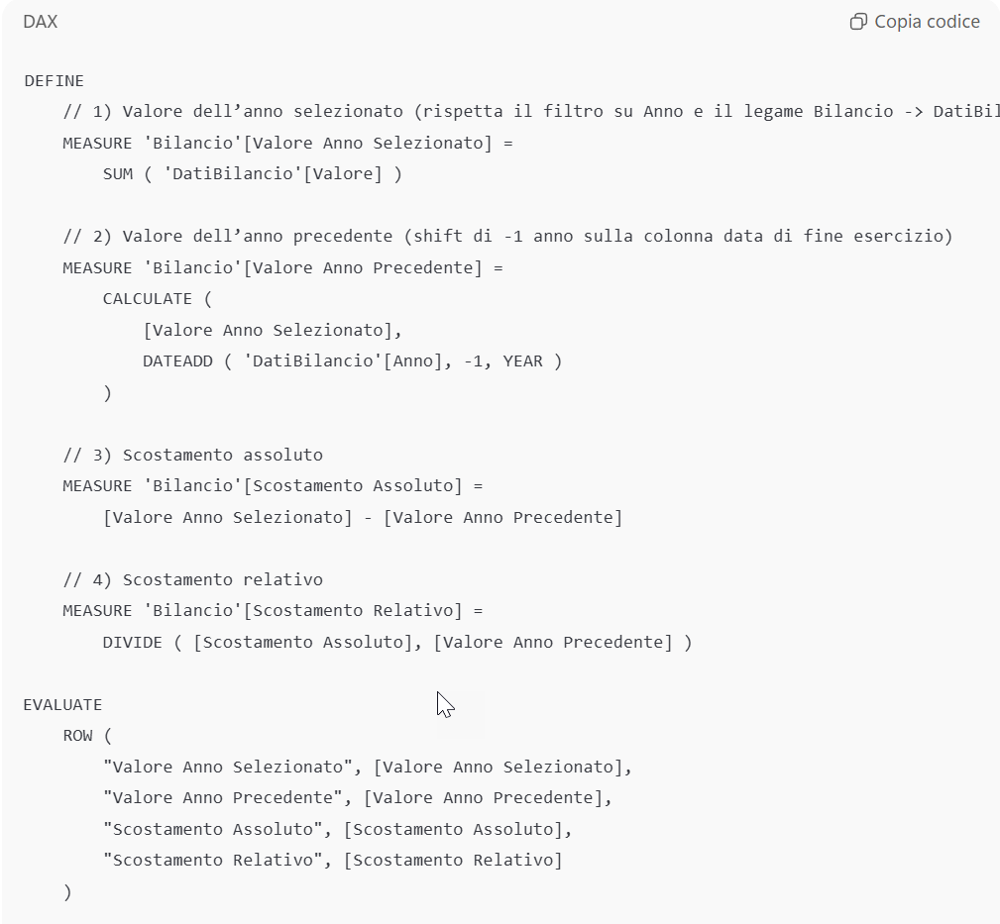 DAX
Copia codice
DEFINE
// 1) Valore dell’anno selezionato (rispetta il filtro su Anno e il legame Bilancio -> DatiBil
MEASURE 'Bilancio'[Valore Anno Selezionato] =
SUM ( 'DatiBilancio'[Valore] )
// 2) Valore dell’anno precedente (shift di -1 anno sulla colonna data di fine esercizio)
MEASURE 'Bilancio'[Valore Anno Precedente] =
CALCULATE (
[Valore Anno Selezionato],
DATEADD ( 'DatiBilancio'[Anno], -1, YEAR )
)
// 3) Scostamento assoluto
MEASURE 'Bilancio'[Scostamento Assoluto] =
[Valore Anno Selezionato] - [Valore Anno Precedente]
// 4) Scostamento relativo
MEASURE 'Bilancio'[Scostamento Relativo] =
DIVIDE ( [Scostamento Assoluto], [Valore Anno Precedente] )
EVALUATE
ROW (
"Valore Anno Selezionato", [Valore Anno Selezionato],
"Valore Anno Precedente", [Valore Anno Precedente],
"Scostamento Assoluto", [Scostamento Assoluto],
"Scostamento Relativo", [Scostamento Relativo]
)